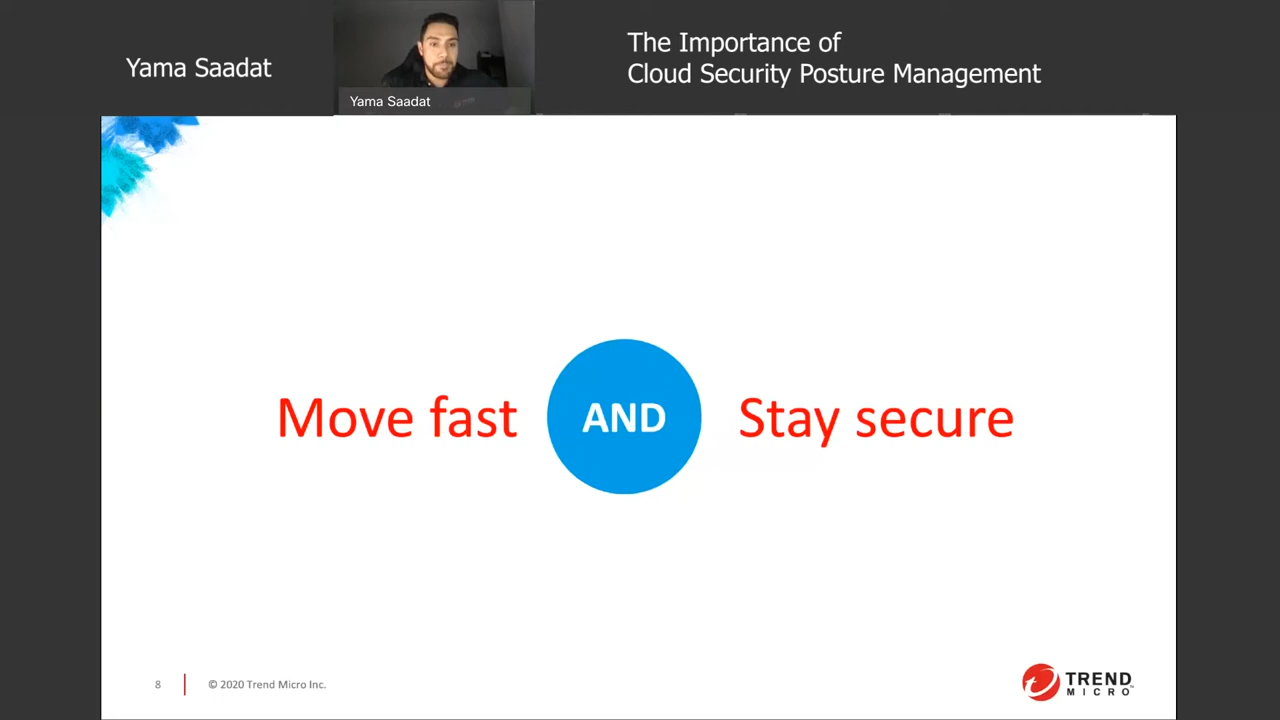 Yama Saadat
Yama Saadat
The Importance of
Cloud Security Posture Management
Move fast AND Stay secure
8 © 2020 Trend Micro Inc.
TREND
MICRO™